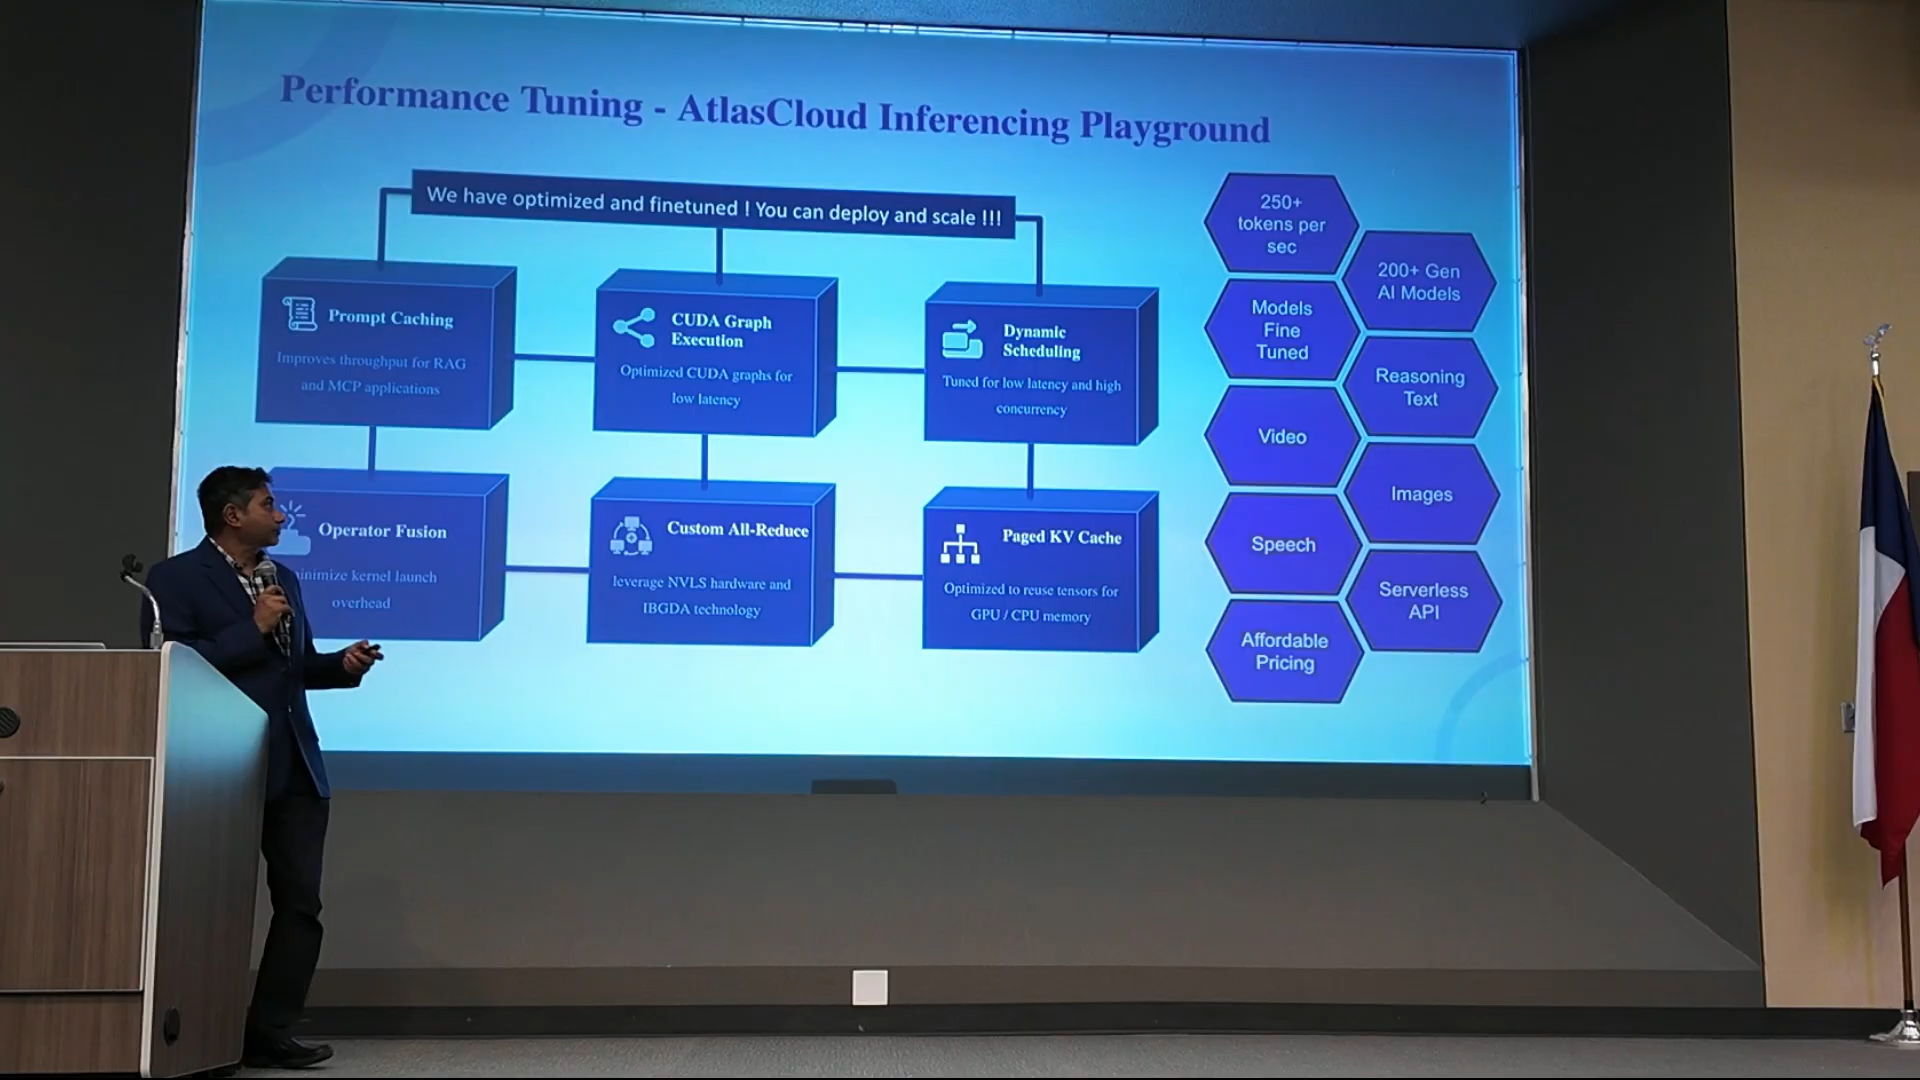 Performance Tuning - AtlasCloud Inferencing Playground
We have optimized and finetuned ! You can deploy and scale !!!
Prompt Caching
Improves throughput for RAG
and MCP applications
CUDA Graph
Execution
Optimized CUDA graphs for
low latency
Dynamic
Scheduling
Tuned for low latency and high
concurrency
Operator Fusion
kernel launch
overhead
Custom All-Reduce
leverage NVLS hardware and
IBGDA technology
Paged KV Cache
Optimized to reuse tensors for
GPU / CPU memory
250+
tokens per
sec
200+ Gen
AI Models
Models
Fine
Tuned
Reasoning
Text
Video
Images
Speech
Serverless
API
Affordable
Pricing